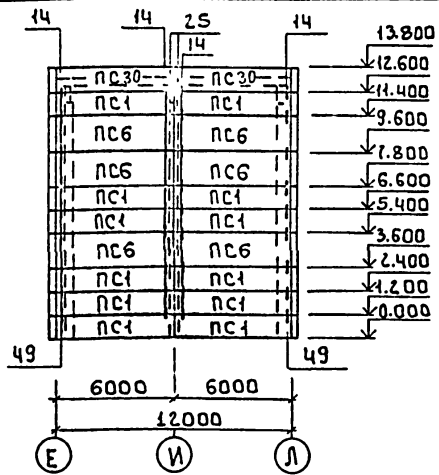 14 14 25 14
14
13.800
12.600
ПС30 ПС30
11.400
ПС1 ПС1
9.600
ПС6 ПС6
7.800
ПС6 ПС6
6.600
ПС1 ПС1
5.400
ПС1 ПС1
3.600
ПС6 ПС6
2.400
ПС1 ПС1
1.200
ПС1 ПС1
0.000
ПС1 ПС1
49 49
6000 6000
12000
Е И Л